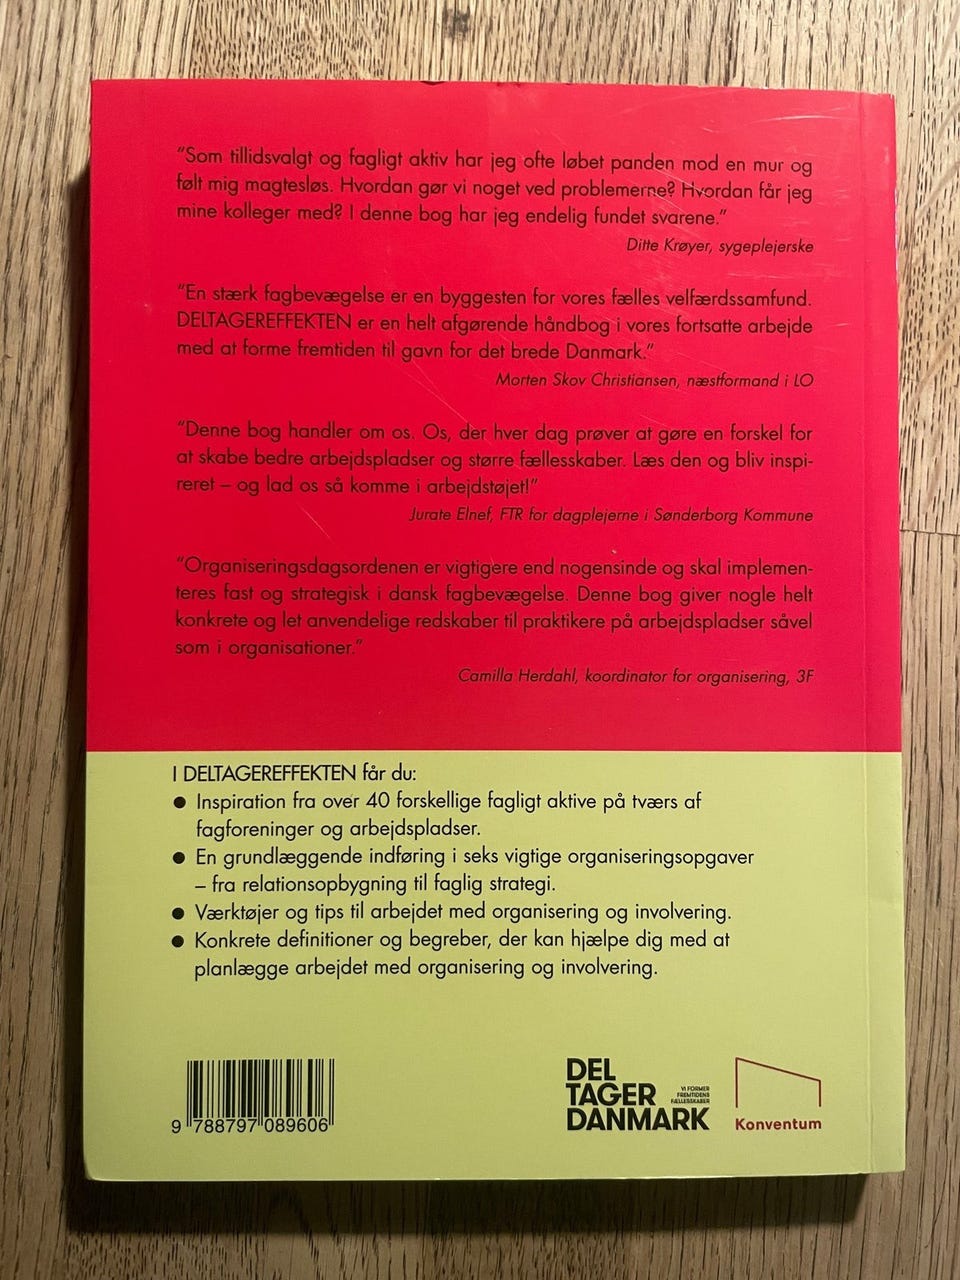 “Som tillidsvalgt og fagligt aktiv har jeg ofte løbet panden mod en mur og
følt mig magtesløs. Hvordan gør vi noget ved problemerne? Hvordan får jeg
mine kolleger med? I denne bog har jeg endelig fundet svarene.”
Ditte Krøyer, sygeplejerske
“En stærk fagbevægelse er en byggesten for vores fælles velfærdssamfund.
DELTAGEREFFEKTEN er en helt afgørende håndbog i vores fortsatte arbejde
med at forme fremtiden til gavn for det brede Danmark.”
Morten Skov Christiansen, næstformand i LO
“Denne bog handler om os. Os, der hver dag prøver at gøre en forskel for
at skabe bedre arbejdspladser og større fællesskaber. Læs den og bliv inspi-
reret – og lad os så komme i arbejdstøjet!”
Jurate Elnef, FTR for dagplejerne i Sønderborg Kommune
“Organiseringsdagsordenen er vigtigere end nogensinde og skal implemen-
teres fast og strategisk i dansk fagbevægelse. Denne bog giver nogle helt
konkrete og let anvendelige redskaber til praktikere på arbejdspladser såvel
som i organisationer.”
Camilla Herdahl, koordinator for organisering, 3F
I DELTAGEREFFEKTEN får du:
● Inspiration fra over 40 forskellige fagligt aktive på tværs af
fagforeninger og arbejdspladser.
● En grundlæggende indføring i seks vigtige organiseringsopgaver
– fra relationsopbygning til faglig strategi.
● Værktøjer og tips til arbejdet med organisering og involvering.
● Konkrete definitioner og begreber, der kan hjælpe dig med at
planlægge arbejdet med organisering og involvering.
9 788797 089606
DEL
TAGER
DANMARK
VI FORMER
FREMTIDENS
FÆLLESSKABER
Konventum